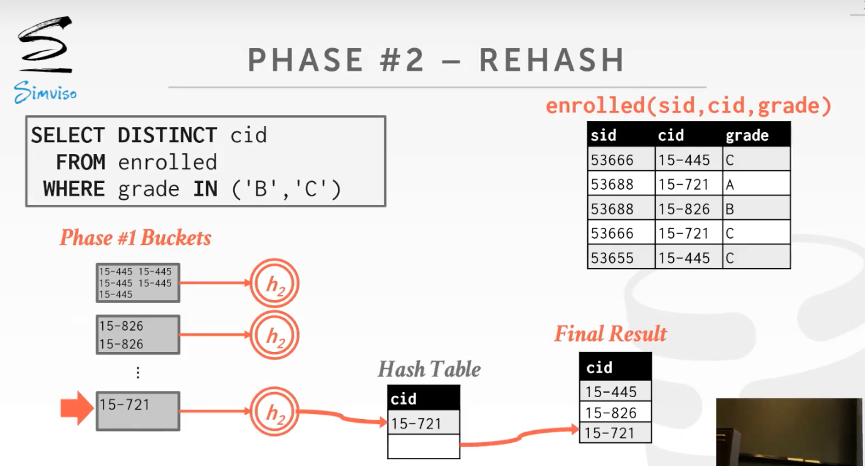 Simviso
PHASE #2 – REHASH
enrolled(sid,cid,grade)
SELECT DISTINCT cid
FROM enrolled
WHERE grade IN ('B','C')
sid cid grade
53666 15-445 C
53688 15-721 A
53688 15-826 B
53666 15-721 C
53655 15-445 C
Phase #1 Buckets
15-445 15-445
15-445 15-445
15-445
h2
15-826
15-826
h2
⋮
15-721
h2
Hash Table
cid
15-721
Final Result
cid
15-445
15-826
15-721